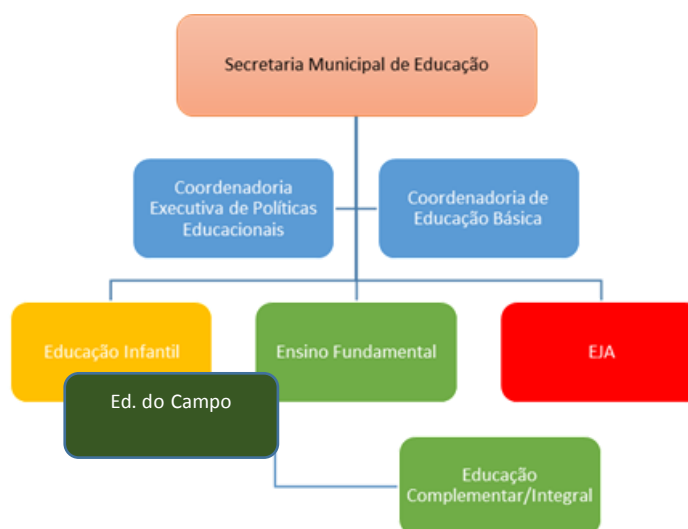 Secretaria Municipal de Educação
Coordenadoria
Executiva de Políticas
Educacionais
Coordenadoria de
Educação Básica
Educação Infantil
Ensino Fundamental
EJA
Ed. do Campo
Educação
Complementar/Integral